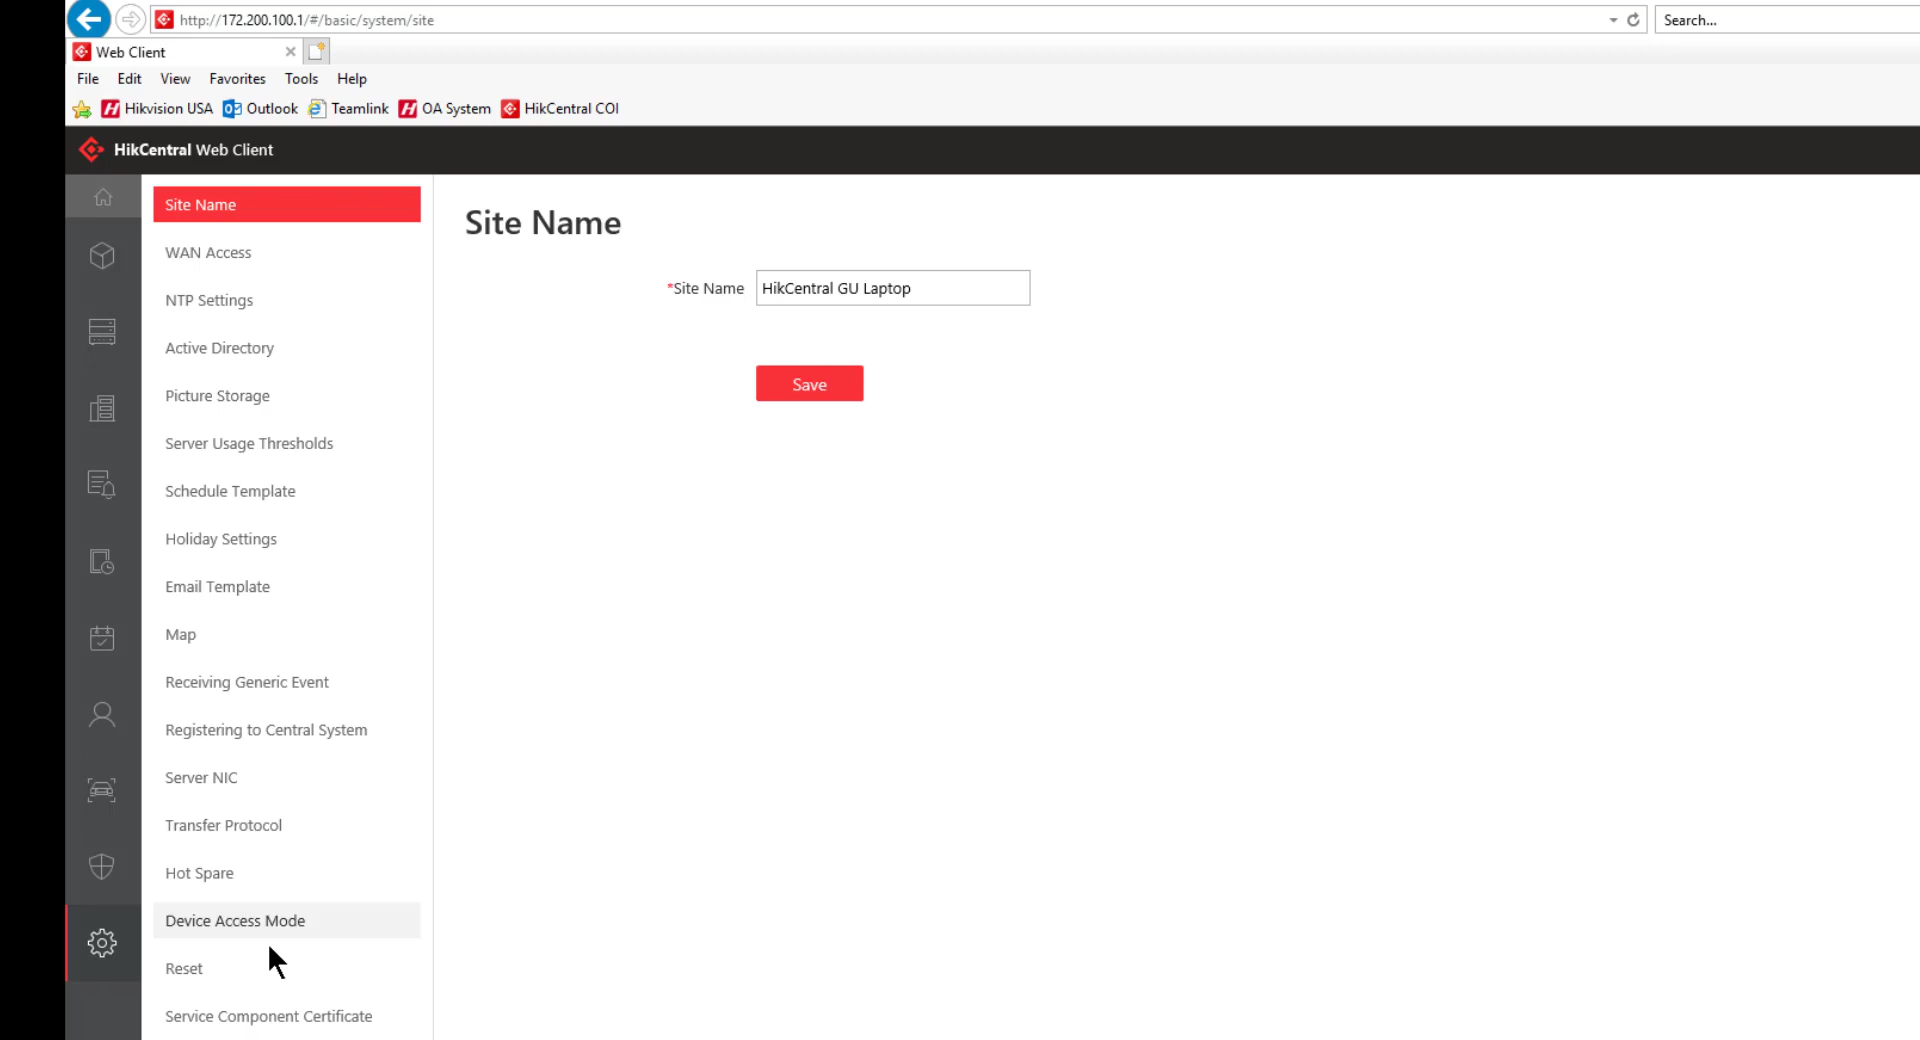 http://172.200.100.1/#/basic/system/site
Search...
Web Client
File Edit View Favorites Tools Help
Hikvision USA Outlook Teamlink OA System HikCentral COI
HikCentral Web Client
Site Name
WAN Access
NTP Settings
Active Directory
Picture Storage
Server Usage Thresholds
Schedule Template
Holiday Settings
Email Template
Map
Receiving Generic Event
Registering to Central System
Server NIC
Transfer Protocol
Hot Spare
Device Access Mode
Reset
Service Component Certificate
Site Name
*Site Name HikCentral GU Laptop
Save